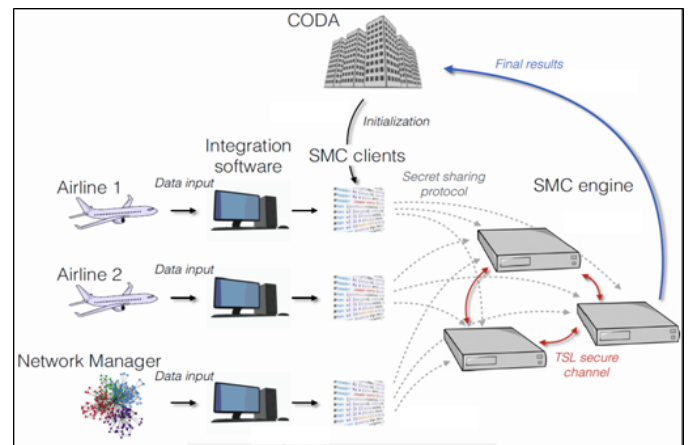 CODA
Final results
Initialization
Integration
software
SMC clients
Airline 1
Data input
Secret sharing
protocol
SMC engine
Airline 2
Data input
Network Manager
Data input
TSL secure
channel